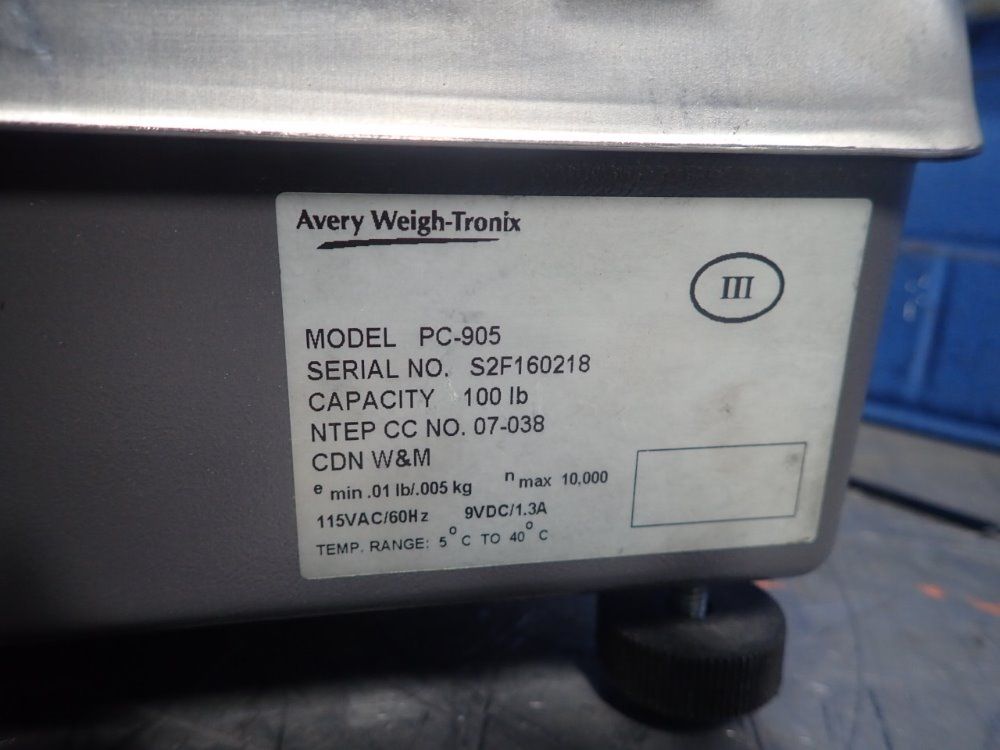 Avery Weigh-Tronix
III
MODEL PC-905
SERIAL NO. S2F160218
CAPACITY 100 lb
NTEP CC NO. 07-038
CDN W&M
e min .01 lb/.005 kg n max 10,000
115VAC/60Hz 9VDC/1.3A
TEMP. RANGE: 5° C TO 40° C